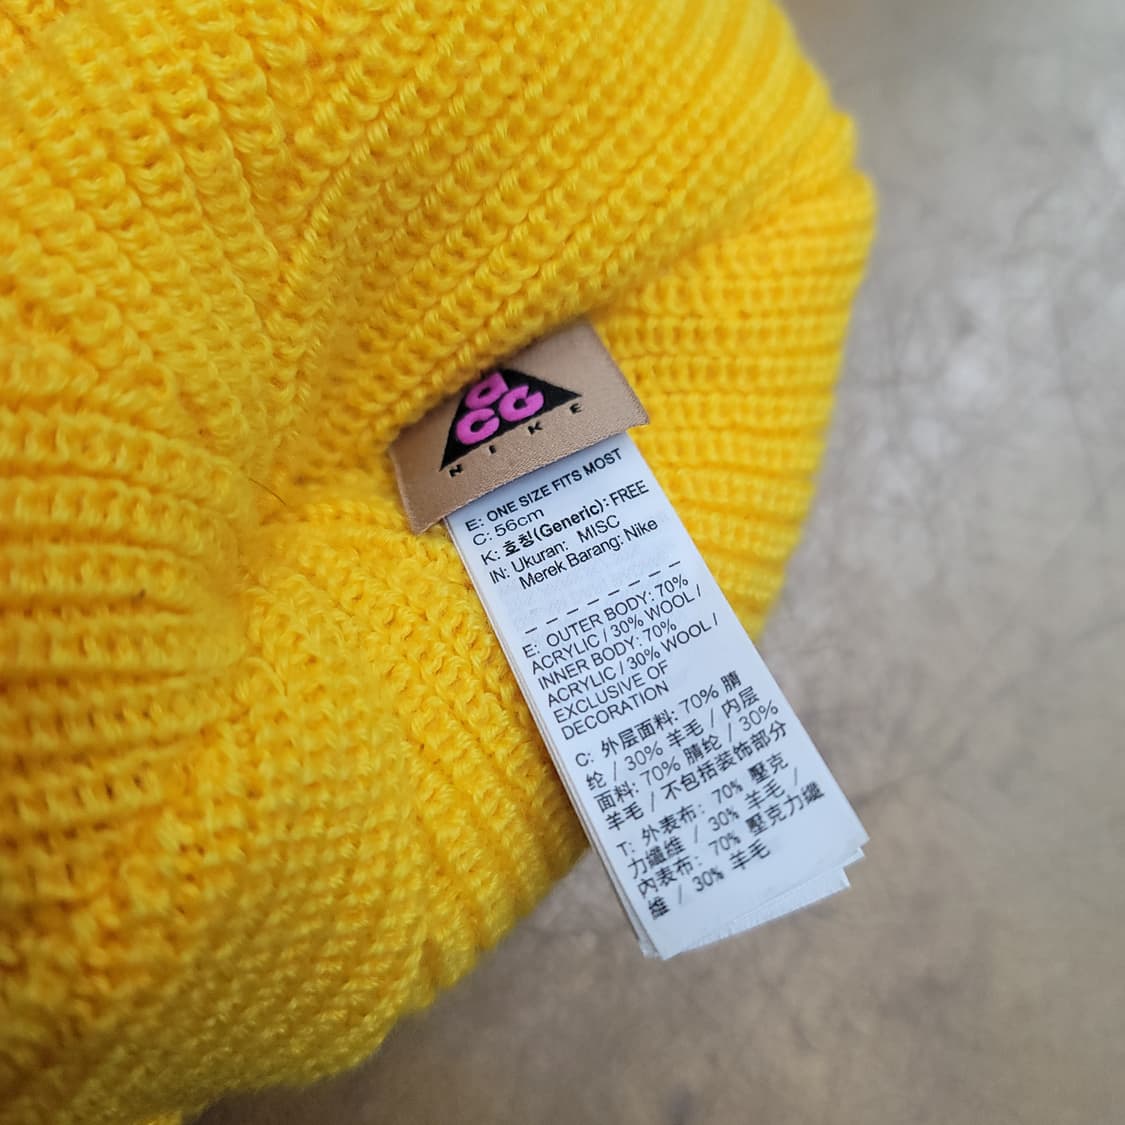 acg
NIKE
E: ONE SIZE FITS MOST
C: 56cm
K: 호칭(Generic): FREE
IN: Ukuran: MISC
Merek Barang: Nike
E: OUTER BODY: 70%
ACRYLIC / 30% WOOL /
INNER BODY: 70%
ACRYLIC / 30% WOOL /
EXCLUSIVE OF
DECORATION
C: 外层面料: 70% 腈
纶 / 30% 羊毛 / 内层
面料: 70% 腈纶 / 30%
羊毛 / 不包括装饰部分
T: 外表布: 70% 壓克
力纖維 / 30% 羊毛 /
內表布: 70% 壓克力纖
維 / 30% 羊毛